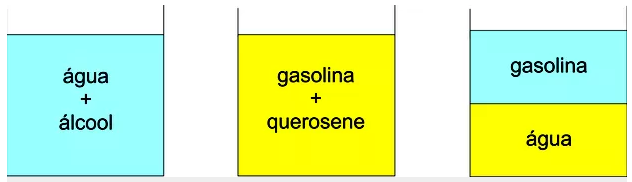 água
+
álcool
gasolina
+
querosene
gasolina
água